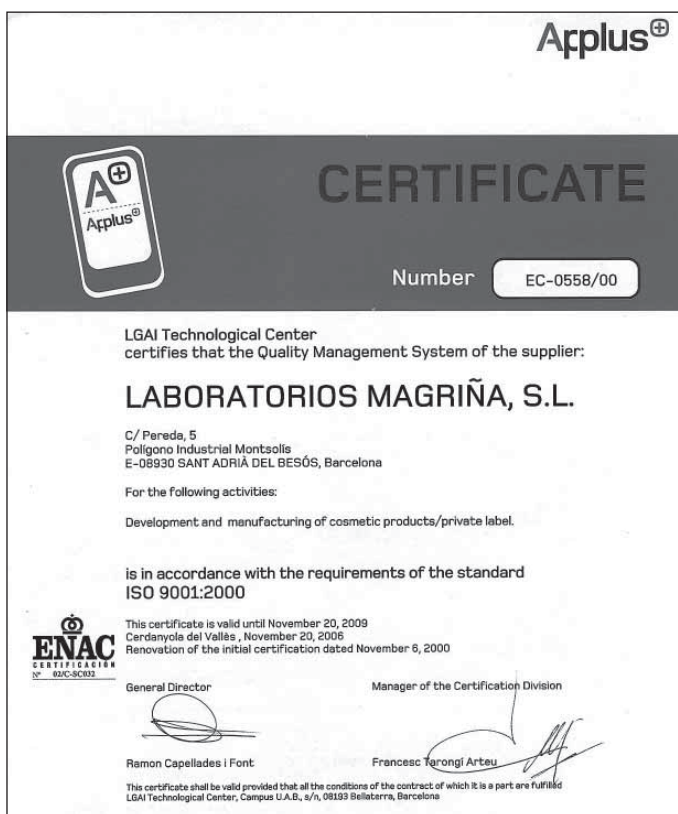 Applus+
A+
Applus+
CERTIFICATE
Number EC-0558/00
LGAI Technological Center
certifies that the Quality Management System of the supplier:
LABORATORIOS MAGRIÑA, S.L.
C/ Pereda, 5
Polígono Industrial Montsolís
E-08930 SANT ADRIÀ DEL BESÓS, Barcelona
For the following activities:
Development and manufacturing of cosmetic products/private label.
is in accordance with the requirements of the standard
ISO 9001:2000
This certificate is valid until November 20, 2009
Cerdanyola del Vallès , November 20, 2006
Renovation of the initial certification dated November 6, 2000
ENAC
CERTIFICACIÓN
Nº 02/C-SC032
General Director
Manager of the Certification Division
Ramon Capellades i Font
Francesc Tarongí Arteu
This certificate shall be valid provided that all the conditions of the contract of which it is a part are fulfilled
LGAI Technological Center, Campus U.A.B., s/n, 08193 Bellaterra, Barcelona